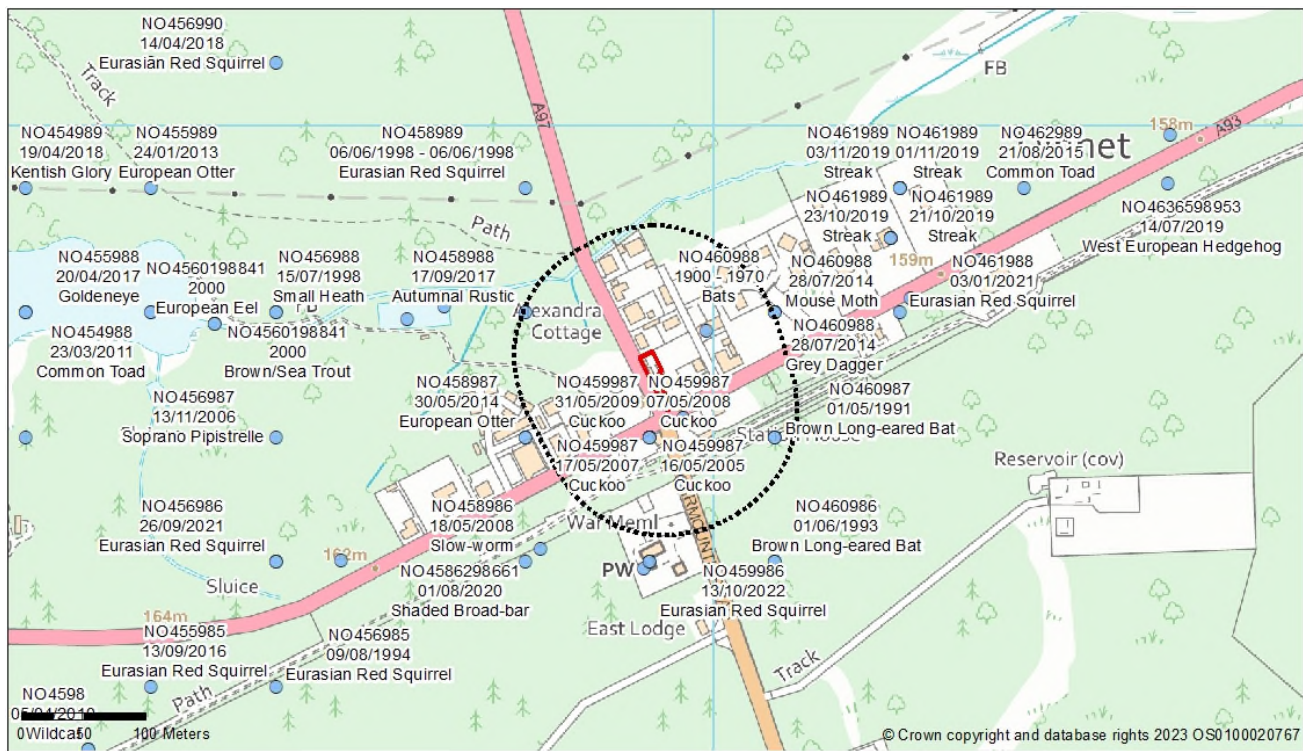 NO456990
14/04/2018
Eurasian Red Squirrel
Track
A97
FB
A93
158m
NO454989
19/04/2018
Kentish Glory
NO455989
24/01/2013
European Otter
NO458989
06/06/1998 - 06/06/1998
Eurasian Red Squirrel
NO461989
03/11/2019
Streak
NO461989
01/11/2019
Streak
NO462989
21/08/2015
Common Toad
net
NO461989
23/10/2019
Streak
NO461989
21/10/2019
Streak
NO4636598953
14/07/2019
West European Hedgehog
Path
NO455988
20/04/2017
Goldeneye
NO4560198841
2000
European Eel
NO456988
15/07/1998
Small Heath
NO458988
17/09/2017
Autumnal Rustic
NO460988
1900 - 1970
Bats
NO460988
28/07/2014
Mouse Moth
159m
NO461988
03/01/2021
Eurasian Red Squirrel
Alexandra
Cottage
NO454988
23/03/2011
Common Toad
NO4560198841
2000
Brown/Sea Trout
NO460988
28/07/2014
Grey Dagger
NO456987
13/11/2006
Soprano Pipistrelle
NO458987
30/05/2014
European Otter
NO459987
31/05/2009
Cuckoo
NO459987
07/05/2008
Cuckoo
NO460987
01/05/1991
Brown Long-eared Bat
NO459987
17/05/2007
Cuckoo
NO459987
16/05/2005
Cuckoo
House
Reservoir (cov)
NO456986
26/09/2021
Eurasian Red Squirrel
NO458986
18/05/2008
Slow-worm
War Meml
NO460986
01/06/1993
Brown Long-eared Bat
162m
Sluice
NO4586298661
01/08/2020
Shaded Broad-bar
PW
NO459986
13/10/2022
Eurasian Red Squirrel
164m
East Lodge
NO455985
13/09/2016
Eurasian Red Squirrel
NO456985
09/08/1994
Eurasian Red Squirrel
Path
Track
NO4598
Wildcat
0 50 100 Meters
© Crown copyright and database rights 2023 OS0100020767